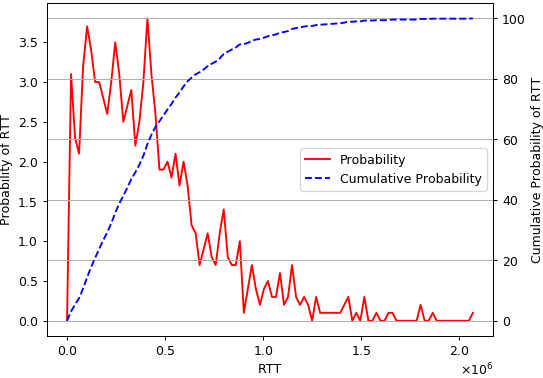 Probability of RTT
3.5
3.0
2.5
2.0
1.5
1.0
0.5
0.0
100
80
60
40
20
0
Cumulative Probability of RTT
Probability
Cumulative Probability
0.0 0.5 1.0 1.5 2.0
RTT
×10⁶